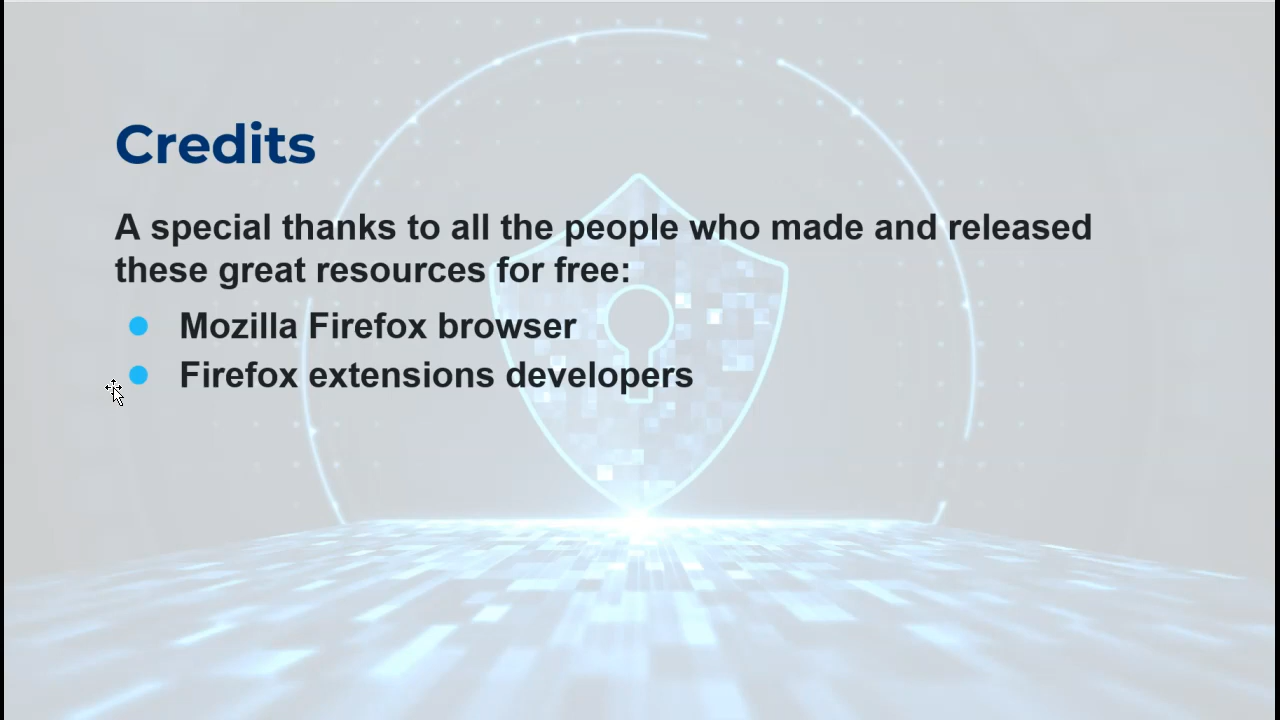 Credits
A special thanks to all the people who made and released
these great resources for free:
Mozilla Firefox browser
Firefox extensions developers